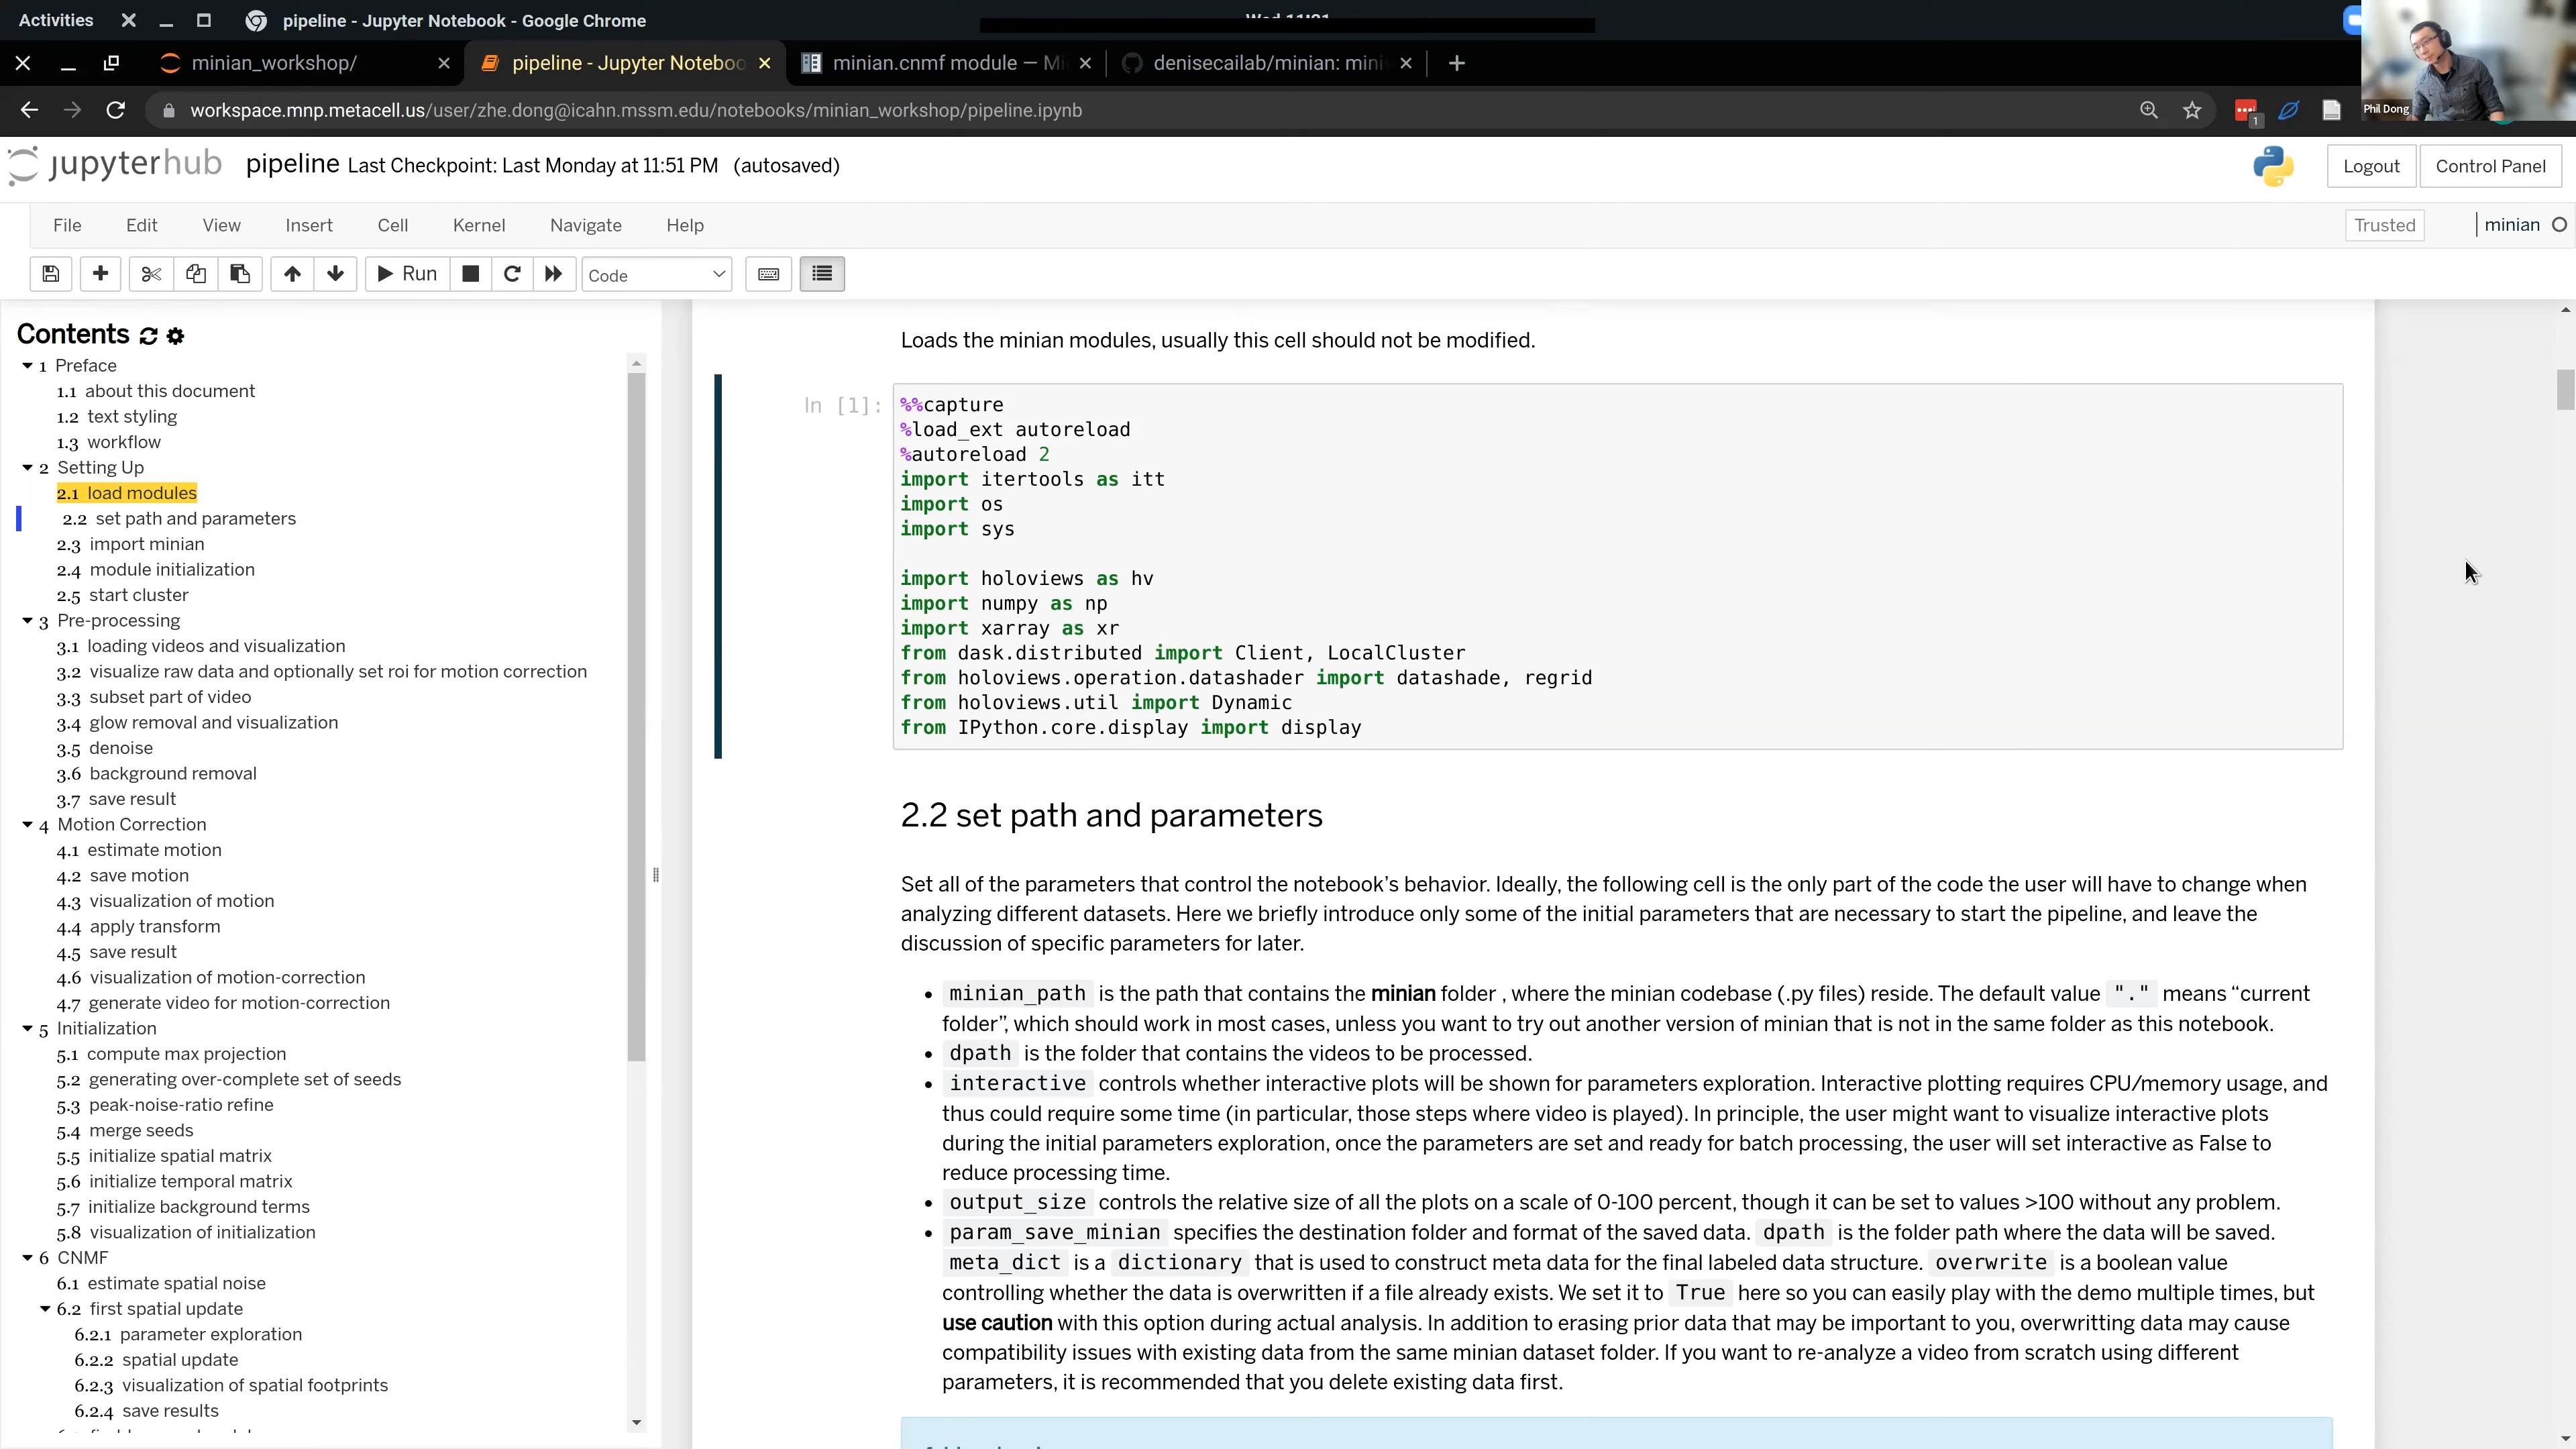 Activities
pipeline - Jupyter Notebook - Google Chrome
minian_workshop/
pipeline - Jupyter Noteboo
minian.cnmf module — Mi
denisecailab/minian: mini
workspace.mnp.metacell.us/user/zhe.dong@icahn.mssm.edu/notebooks/minian_workshop/pipeline.ipynb
1
Phil Dong
jupyterhub
pipeline Last Checkpoint: Last Monday at 11:51 PM (autosaved)
Logout
Control Panel
File Edit View Insert Cell Kernel Navigate Help
Trusted
minian
Run
Code
Contents
1 Preface
1.1 about this document
1.2 text styling
1.3 workflow
2 Setting Up
2.1 load modules
2.2 set path and parameters
2.3 import minian
2.4 module initialization
2.5 start cluster
3 Pre-processing
3.1 loading videos and visualization
3.2 visualize raw data and optionally set roi for motion correction
3.3 subset part of video
3.4 glow removal and visualization
3.5 denoise
3.6 background removal
3.7 save result
4 Motion Correction
4.1 estimate motion
4.2 save motion
4.3 visualization of motion
4.4 apply transform
4.5 save result
4.6 visualization of motion-correction
4.7 generate video for motion-correction
5 Initialization
5.1 compute max projection
5.2 generating over-complete set of seeds
5.3 peak-noise-ratio refine
5.4 merge seeds
5.5 initialize spatial matrix
5.6 initialize temporal matrix
5.7 initialize background terms
5.8 visualization of initialization
6 CNMF
6.1 estimate spatial noise
6.2 first spatial update
6.2.1 parameter exploration
6.2.2 spatial update
6.2.3 visualization of spatial footprints
6.2.4 save results
Loads the minian modules, usually this cell should not be modified.
In [1]:
%%capture
%load_ext autoreload
%autoreload 2
import itertools as itt
import os
import sys
import holoviews as hv
import numpy as np
import xarray as xr
from dask.distributed import Client, LocalCluster
from holoviews.operation.datashader import datashade, regrid
from holoviews.util import Dynamic
from IPython.core.display import display
2.2 set path and parameters
Set all of the parameters that control the notebook's behavior. Ideally, the following cell is the only part of the code the user will have to change when
analyzing different datasets. Here we briefly introduce only some of the initial parameters that are necessary to start the pipeline, and leave the
discussion of specific parameters for later.
• minian_path is the path that contains the minian folder , where the minian codebase (.py files) reside. The default value "." means “current
folder”, which should work in most cases, unless you want to try out another version of minian that is not in the same folder as this notebook.
• dpath is the folder that contains the videos to be processed.
• interactive controls whether interactive plots will be shown for parameters exploration. Interactive plotting requires CPU/memory usage, and
thus could require some time (in particular, those steps where video is played). In principle, the user might want to visualize interactive plots
during the initial parameters exploration, once the parameters are set and ready for batch processing, the user will set interactive as False to
reduce processing time.
• output_size controls the relative size of all the plots on a scale of 0-100 percent, though it can be set to values >100 without any problem.
• param_save_minian specifies the destination folder and format of the saved data. dpath is the folder path where the data will be saved.
meta_dict is a dictionary that is used to construct meta data for the final labeled data structure. overwrite is a boolean value
controlling whether the data is overwritten if a file already exists. We set it to True here so you can easily play with the demo multiple times, but
use caution with this option during actual analysis. In addition to erasing prior data that may be important to you, overwritting data may cause
compatibility issues with existing data from the same minian dataset folder. If you want to re-analyze a video from scratch using different
parameters, it is recommended that you delete existing data first.